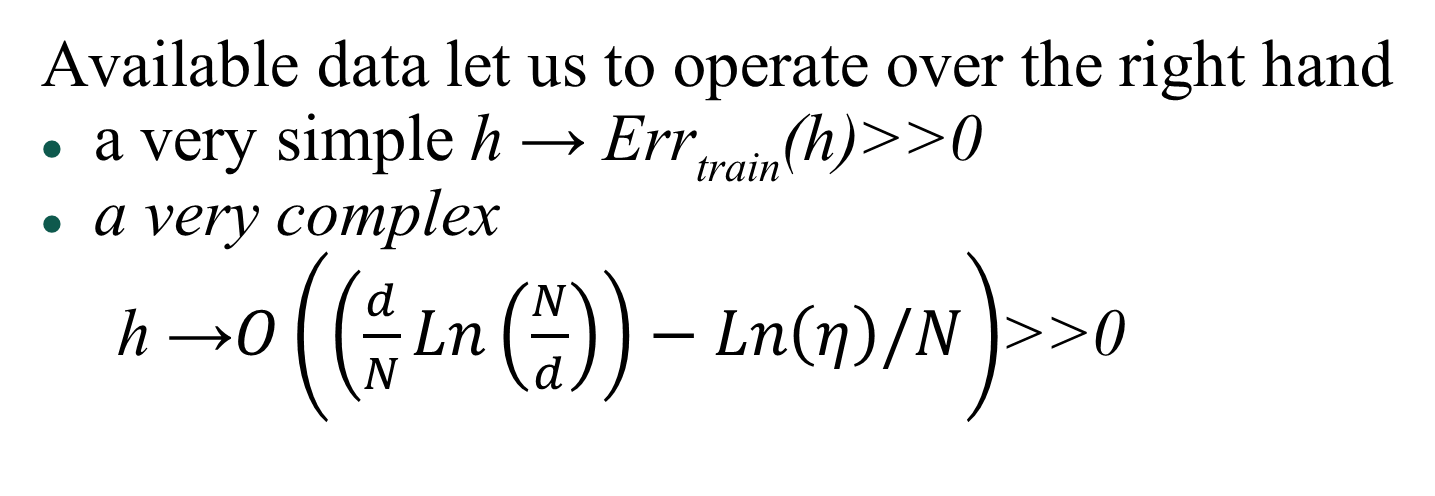 Available data let us to operate over the right hand
• a very simple h → Err_train(h)>>0
• a very complex
h →O((d/N Ln(N/d)) − Ln(η)/N)>>0